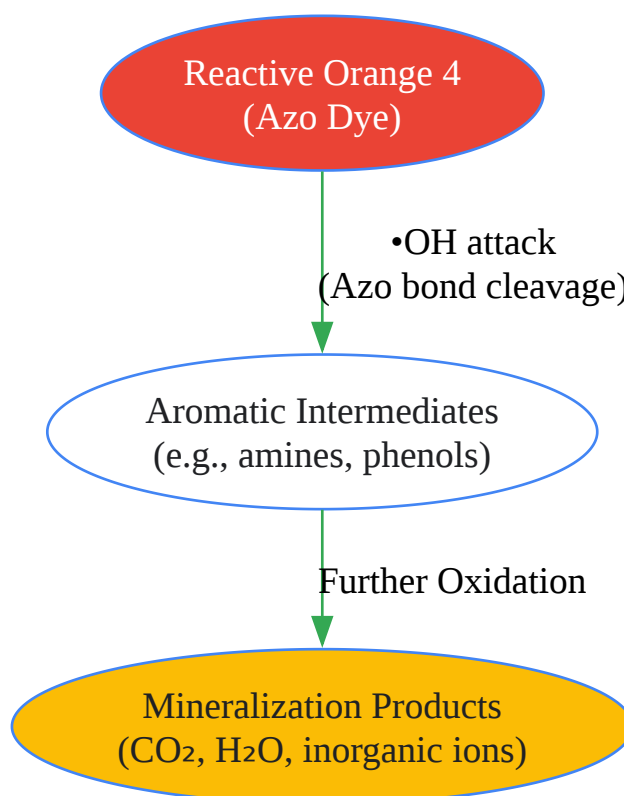 Reactive Orange 4
(Azo Dye)
•OH attack
(Azo bond cleavage)
Aromatic Intermediates
(e.g., amines, phenols)
Further Oxidation
Mineralization Products
(CO₂, H₂O, inorganic ions)